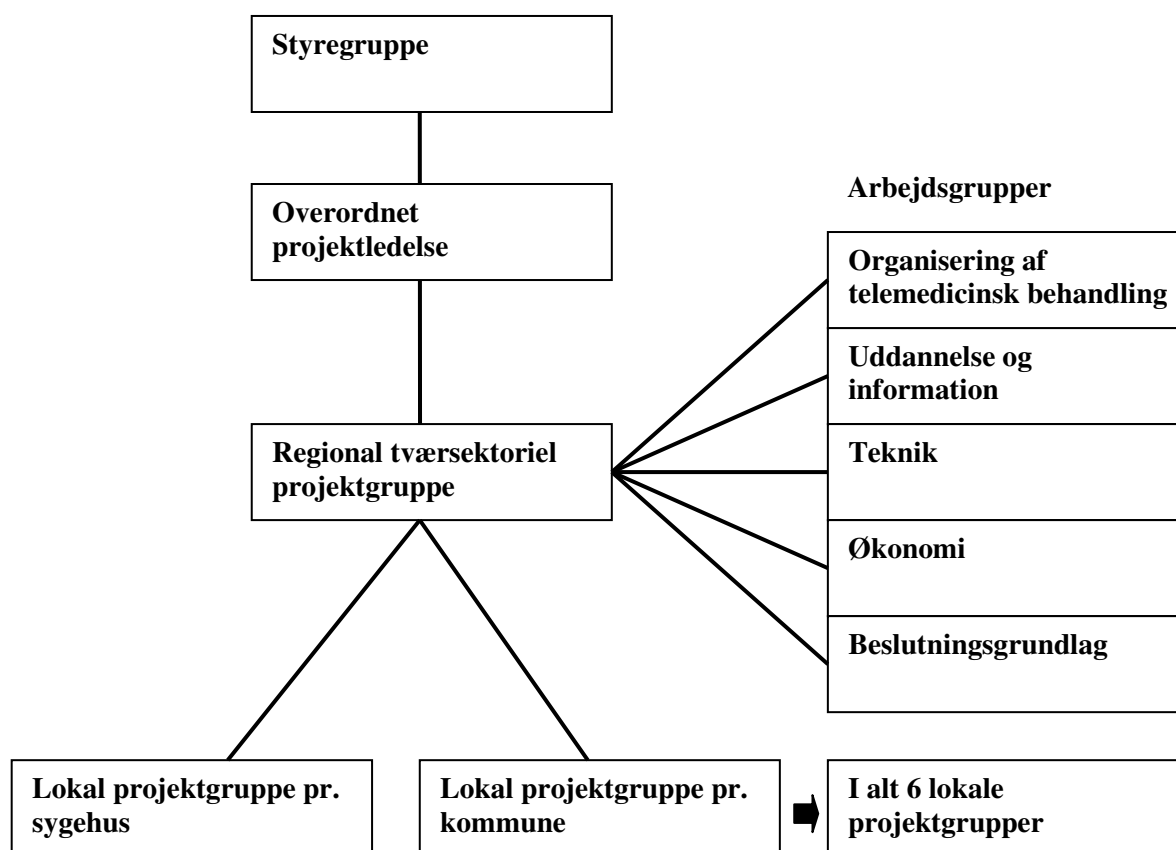 Styregruppe
Overordnet
projektledelse
Arbejdsgrupper
Organisering af
telemedicinsk behandling
Uddannelse og
information
Regional tværsektoriel
projektgruppe
Teknik
Økonomi
Beslutningsgrundlag
Lokal projektgruppe pr.
sygehus
Lokal projektgruppe pr.
kommune
I alt 6 lokale
projektgrupper